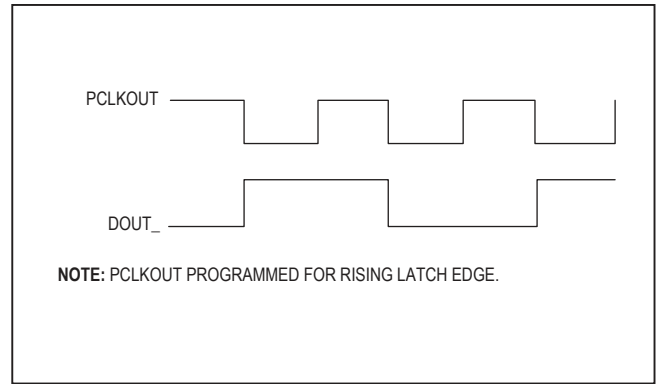 PCLKOUT
DOUT_
NOTE: PCLKOUT PROGRAMMED FOR RISING LATCH EDGE.